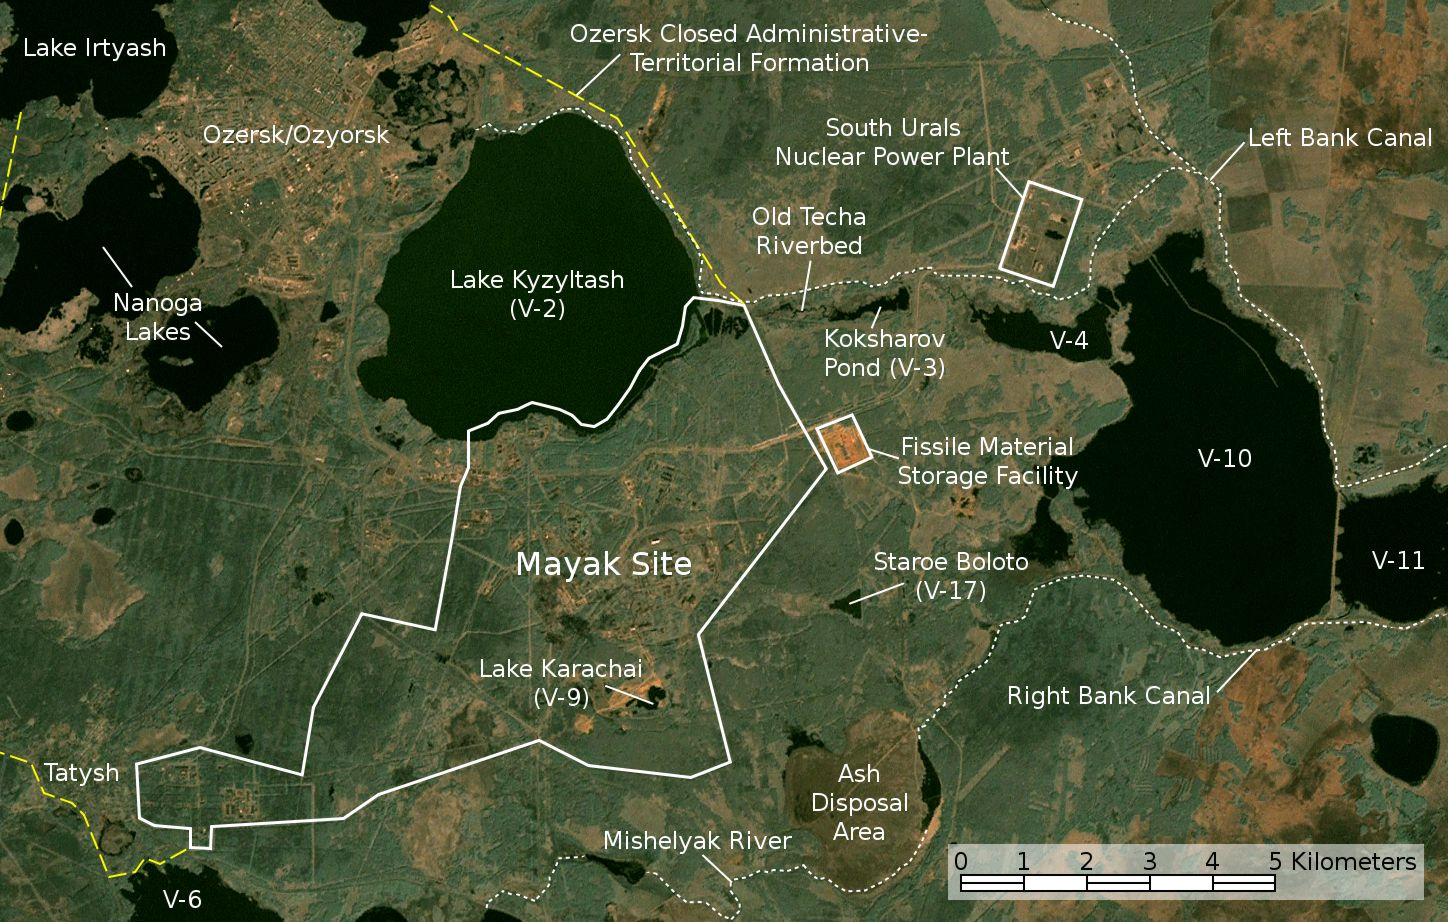 Lake Irtyash
Ozersk Closed Administrative-
Territorial Formation
Ozersk/Ozyorsk
South Urals
Nuclear Power Plant
Left Bank Canal
Old Techa
Riverbed
Lake Kyzyltash
(V-2)
Nanoga
Lakes
Koksharov
Pond (V-3)
V-4
Fissile Material
Storage Facility
V-10
Mayak Site
Staroe Boloto
(V-17)
V-11
Lake Karachai
(V-9)
Right Bank Canal
Tatysh
Ash
Disposal
Area
Mishelyak River
V-6
0 1 2 3 4 5 Kilometers